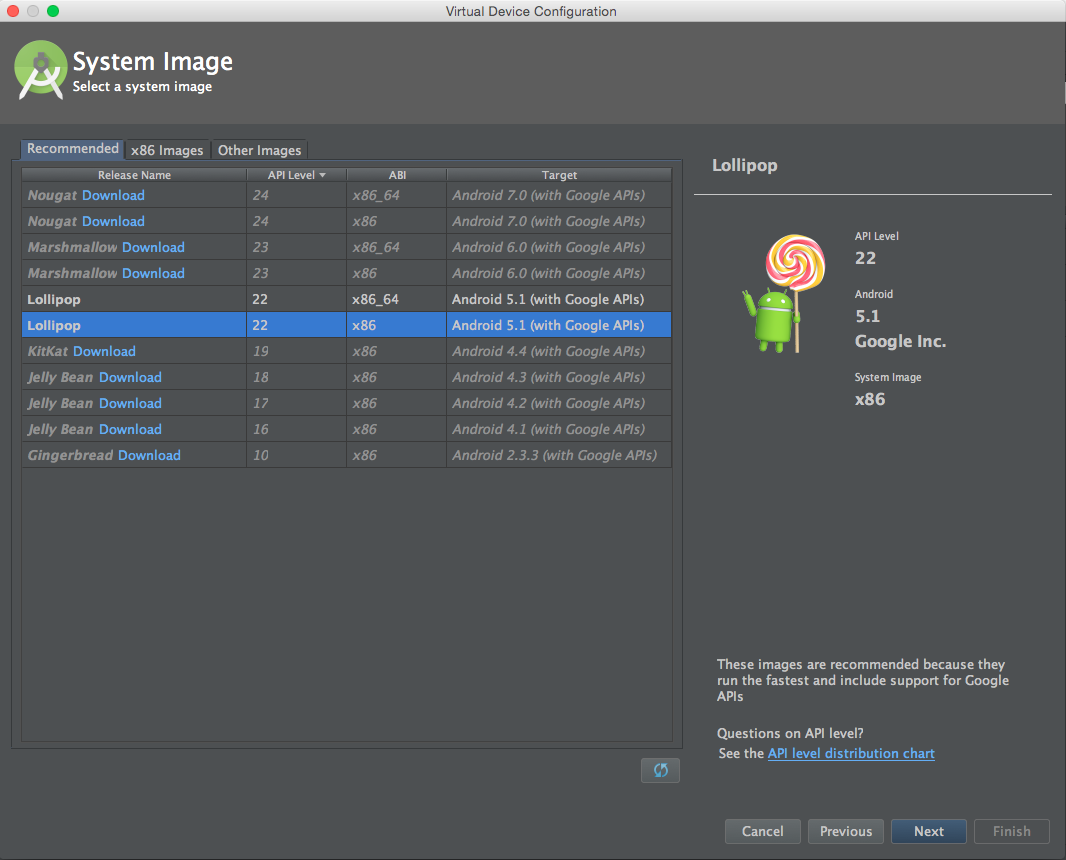 Virtual Device Configuration
System Image
Select a system image
Recommended x86 Images Other Images
Release Name API Level ABI Target
Nougat Download 24 x86_64 Android 7.0 (with Google APIs)
Nougat Download 24 x86 Android 7.0 (with Google APIs)
Marshmallow Download 23 x86_64 Android 6.0 (with Google APIs)
Marshmallow Download 23 x86 Android 6.0 (with Google APIs)
Lollipop 22 x86_64 Android 5.1 (with Google APIs)
Lollipop 22 x86 Android 5.1 (with Google APIs)
KitKat Download 19 x86 Android 4.4 (with Google APIs)
Jelly Bean Download 18 x86 Android 4.3 (with Google APIs)
Jelly Bean Download 17 x86 Android 4.2 (with Google APIs)
Jelly Bean Download 16 x86 Android 4.1 (with Google APIs)
Gingerbread Download 10 x86 Android 2.3.3 (with Google APIs)
Lollipop
API Level
22
Android
5.1
Google Inc.
System Image
x86
These images are recommended because they
run the fastest and include support for Google
APIs
Questions on API level?
See the API level distribution chart
Cancel Previous Next Finish